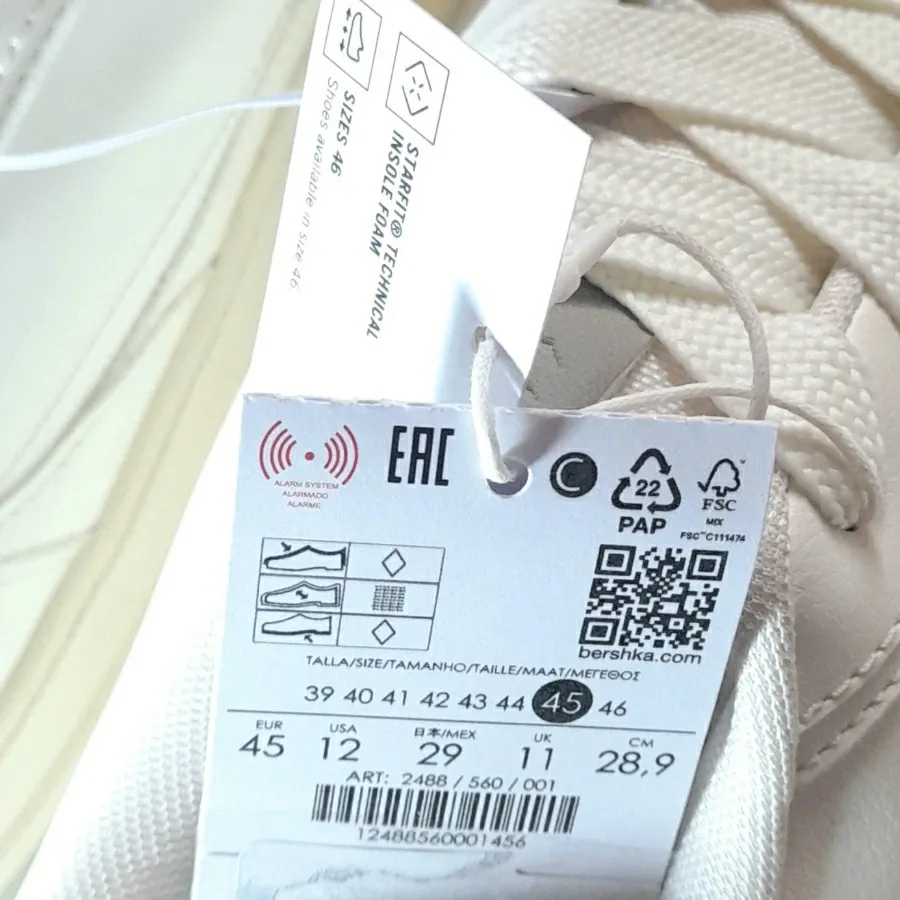 SIZES 46
Shoes available in size 46.
STARFIT® TECHNICAL
INSOLE FOAM
ALARM SYSTEM
ALARMADO
ALARME
EAC
C
22
PAP
FSC™
MIX
FSC™C111474
bershka.com
TALLA/SIZE/TAMANHO/TAILLE/MAAT/ΜΕΓΕΘΟΣ
39 40 41 42 43 44 45 46
EUR USA 日本/MEX UK CM
45 12 29 11 28,9
ART: 2488 / 560 / 001
12488560001456